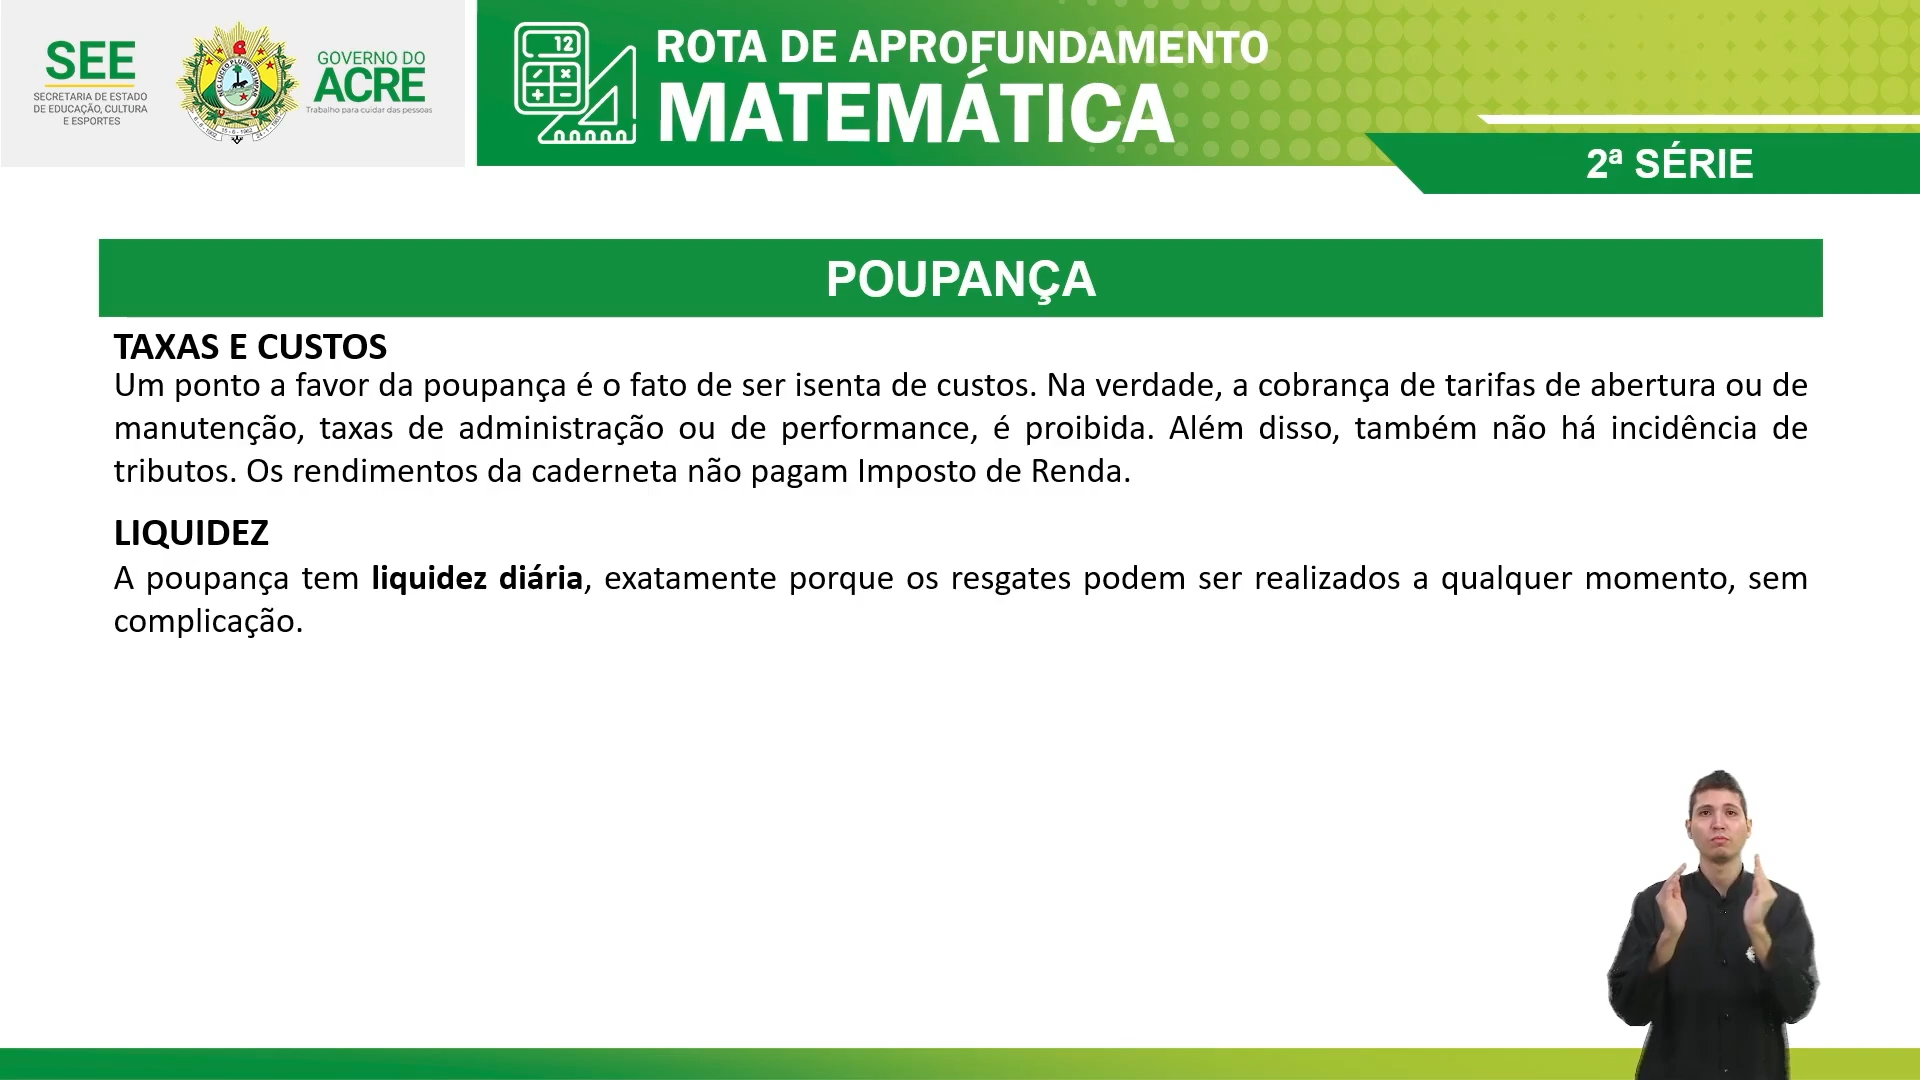 SEE
SECRETARIA DE ESTADO
DE EDUCAÇÃO, CULTURA
E ESPORTES
GOVERNO DO
ACRE
Trabalho para cuidar das pessoas
12
ROTA DE APROFUNDAMENTO
MATEMÁTICA
2ª SÉRIE
POUPANÇA
TAXAS E CUSTOS
Um ponto a favor da poupança é o fato de ser isenta de custos. Na verdade, a cobrança de tarifas de abertura ou de
manutenção, taxas de administração ou de performance, é proibida. Além disso, também não há incidência de
tributos. Os rendimentos da caderneta não pagam Imposto de Renda.
LIQUIDEZ
A poupança tem liquidez diária, exatamente porque os resgates podem ser realizados a qualquer momento, sem
complicação.